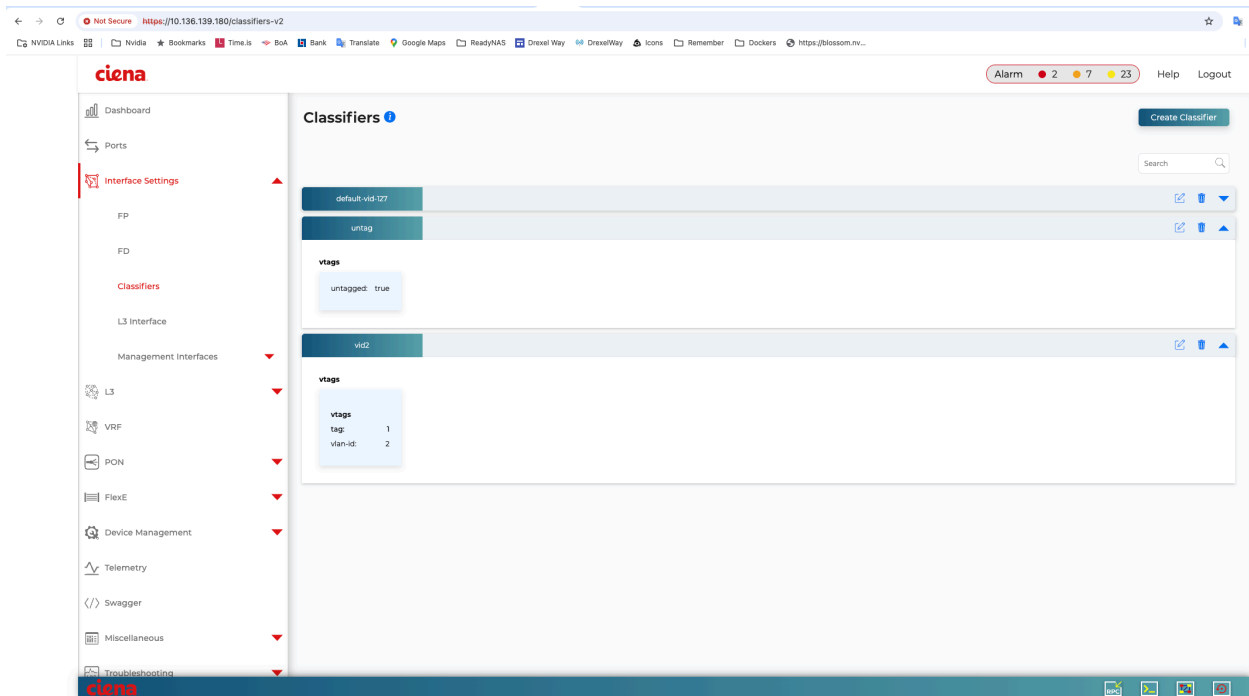 Not Secure https://10.136.139.180/classifiers-v2
NVIDIA Links Nvidia Bookmarks Time.is BoA Bank Translate Google Maps ReadyNAS Drexel Way DrexelWay Icons Remember Dockers https://blossom.nv...
ciena
Alarm 2 7 23 Help Logout
Dashboard
Ports
Interface Settings
FP
FD
Classifiers
L3 Interface
Management Interfaces
L3
VRF
PON
FlexE
Device Management
Telemetry
Swagger
Miscellaneous
Troubleshooting
Classifiers
Create Classifier
Search
default-vid-127
untag
vtags
untagged: true
vid2
vtags
vtags
tag: 1
vlan-id: 2
ciena
RPC